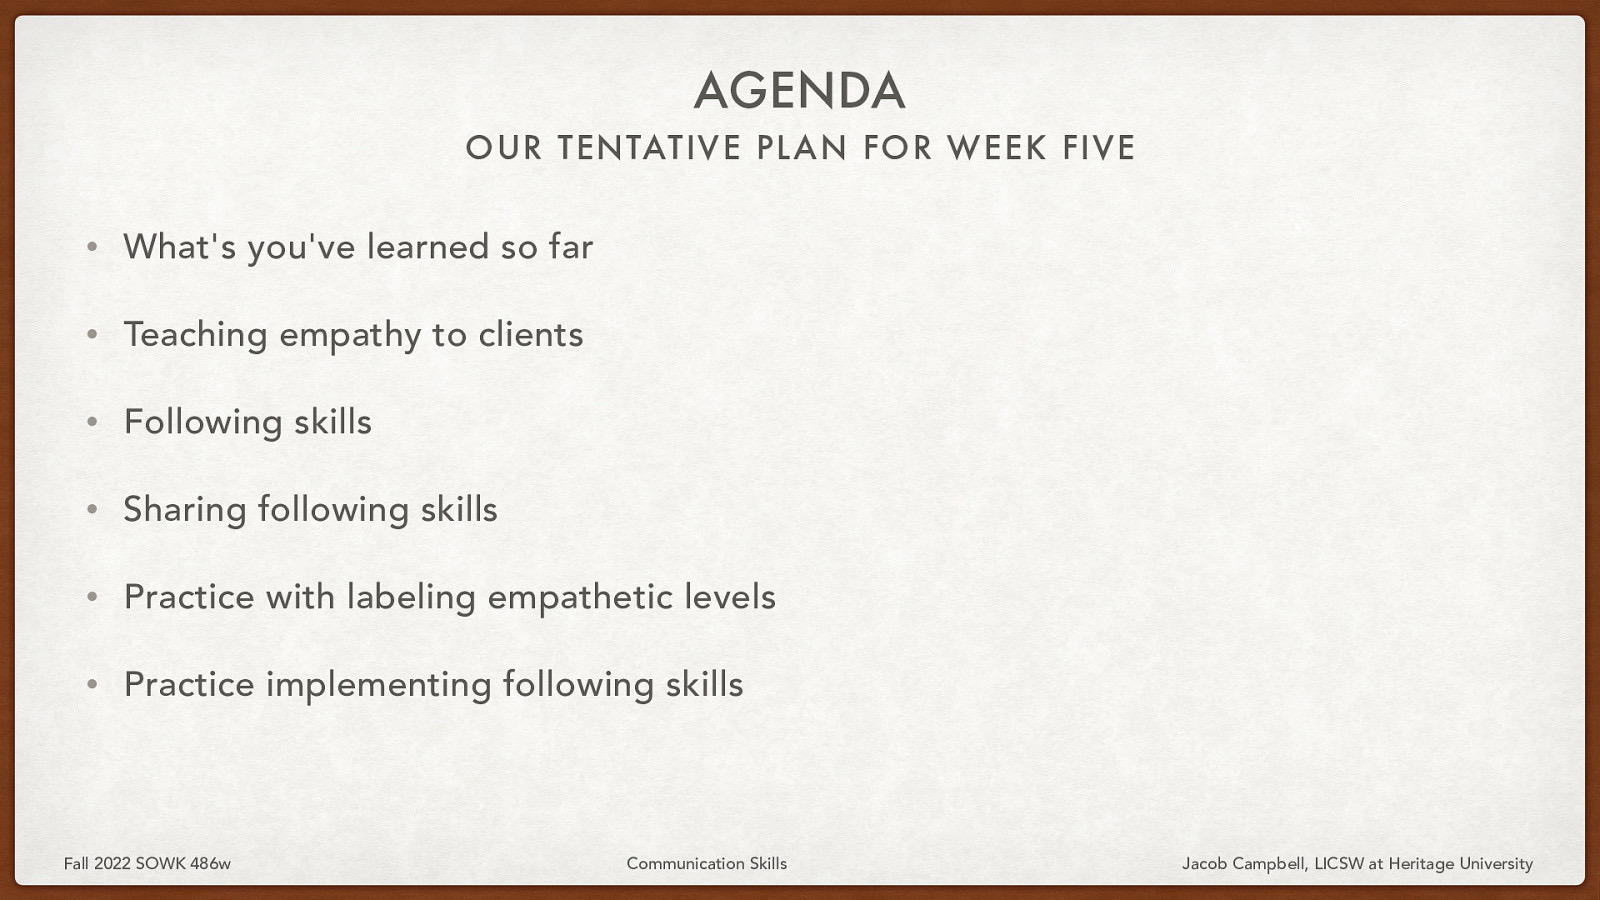 AGENDA
OUR TENTATIVE PLAN FOR WEEK FIVE
• What's you've learned so far
• Teaching empathy to clients
• Following skills
• Sharing following skills
• Practice with labeling empathetic levels
• Practice implementing following skills
Fall 2022 SOWK 486w
Communication Skills
Jacob Campbell, LICSW at Heritage University